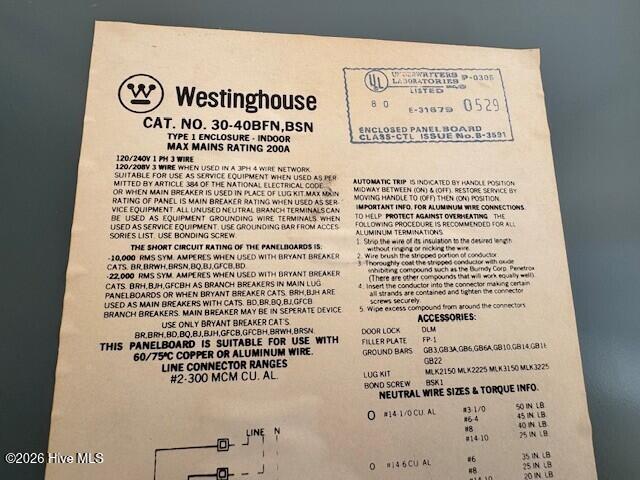 Westinghouse
CAT. NO. 30-40BFN,BSN
TYPE 1 ENCLOSURE - INDOOR
MAX MAINS RATING 200A
120/240V 1 PH 3 WIRE
120/208V 3 WIRE WHEN USED IN A 3PH 4 WIRE NETWORK.
SUITABLE FOR USE AS SERVICE EQUIPMENT WHEN USED AS PER-
MITTED BY ARTICLE 384 OF THE NATIONAL ELECTRICAL CODE
OR WHEN MAIN BREAKER IS USED IN PLACE OF LUG KIT.MAX MAIN
RATING OF PANEL IS MAIN BREAKER RATING WHEN USED AS SER-
VICE EQUIPMENT. ALL UNUSED NEUTRAL BRANCH TERMINALS CAN
BE USED AS EQUIPMENT GROUNDING WIRE TERMINALS WHEN
USED AS SERVICE EQUIPMENT. USE GROUNDING BAR FROM ACCES-
SORIES LIST. USE BONDING SCREW.
THE SHORT CIRCUIT RATING OF THE PANELBOARDS IS:
-10,000 RMS SYM. AMPERES WHEN USED WITH BRYANT BREAKER
CATS. BR,BRWH,BRSN,BQ,BJ,GFCB,BD.
-22,000 RMS SYM. AMPERES WHEN USED WITH BRYANT BREAKER
CATS. BRH,BJH,GFCBH AS BRANCH BREAKERS IN MAIN LUG
PANELBOARDS OR WHEN BRYANT BREAKER CATS. BRH,BJH ARE
USED AS MAIN BREAKERS WITH CATS. BD,BR,BQ,BJ,GFCB
BRANCH BREAKERS. MAIN BREAKER MAY BE IN SEPERATE DEVICE
USE ONLY BRYANT BREAKER CAT'S.
BR,BRH,BD,BQ,BJ,BJH,GFCB,GFCBH,BRWH,BRSN.
THIS PANELBOARD IS SUITABLE FOR USE WITH
60/75°C COPPER OR ALUMINUM WIRE.
LINE CONNECTOR RANGES
#2-300 MCM CU. AL.
LINE N
UL UNDERWRITERS LABORATORIES P-0305
LISTED
80 E-31679 0529
ENCLOSED PANELBOARD
CLASS-CTL ISSUE No. B-3591
AUTOMATIC TRIP IS INDICATED BY HANDLE POSITION
MIDWAY BETWEEN (ON) & (OFF). RESTORE SERVICE BY
MOVING HANDLE TO (OFF) THEN (ON) POSITION.
IMPORTANT INFO. FOR ALUMINUM WIRE CONNECTIONS.
TO HELP PROTECT AGAINST OVERHEATING THE
FOLLOWING PROCEDURE IS RECOMMENDED FOR ALL
ALUMINUM TERMINATIONS.
1. Strip the wire of its insulation to the desired length
without ringing or nicking the wire.
2. Wire brush the stripped portion of conductor.
3. Thoroughly coat the stripped conductor with oxide
inhibiting compound such as the Burndy Corp. Penetrox
(There are other compounds that will work equally well).
4. Insert the conductor into the connector making certain
all strands are contained and tighten the connector
screws securely.
5. Wipe excess compound from around the connectors.
ACCESSORIES:
DOOR LOCK DLM
FILLER PLATE FP-1
GROUND BARS GB3,GB3A,GB6,GB6A,GB10,GB14,GB18
GB22
LUG KIT MLK2150 MLK2225 MLK3150 MLK3225
BOND SCREW BSK1
NEUTRAL WIRE SIZES & TORQUE INFO.
#14-1/0 CU. AL #3-1/0 50 IN. LB.
#6-4 45 IN. LB.
#8 40 IN. LB.
#14-10 25 IN. LB.
#14-6 CU. AL #6 35 IN. LB.
#8 25 IN. LB.
#14-10 20 IN. LB.
©2026 Hive MLS